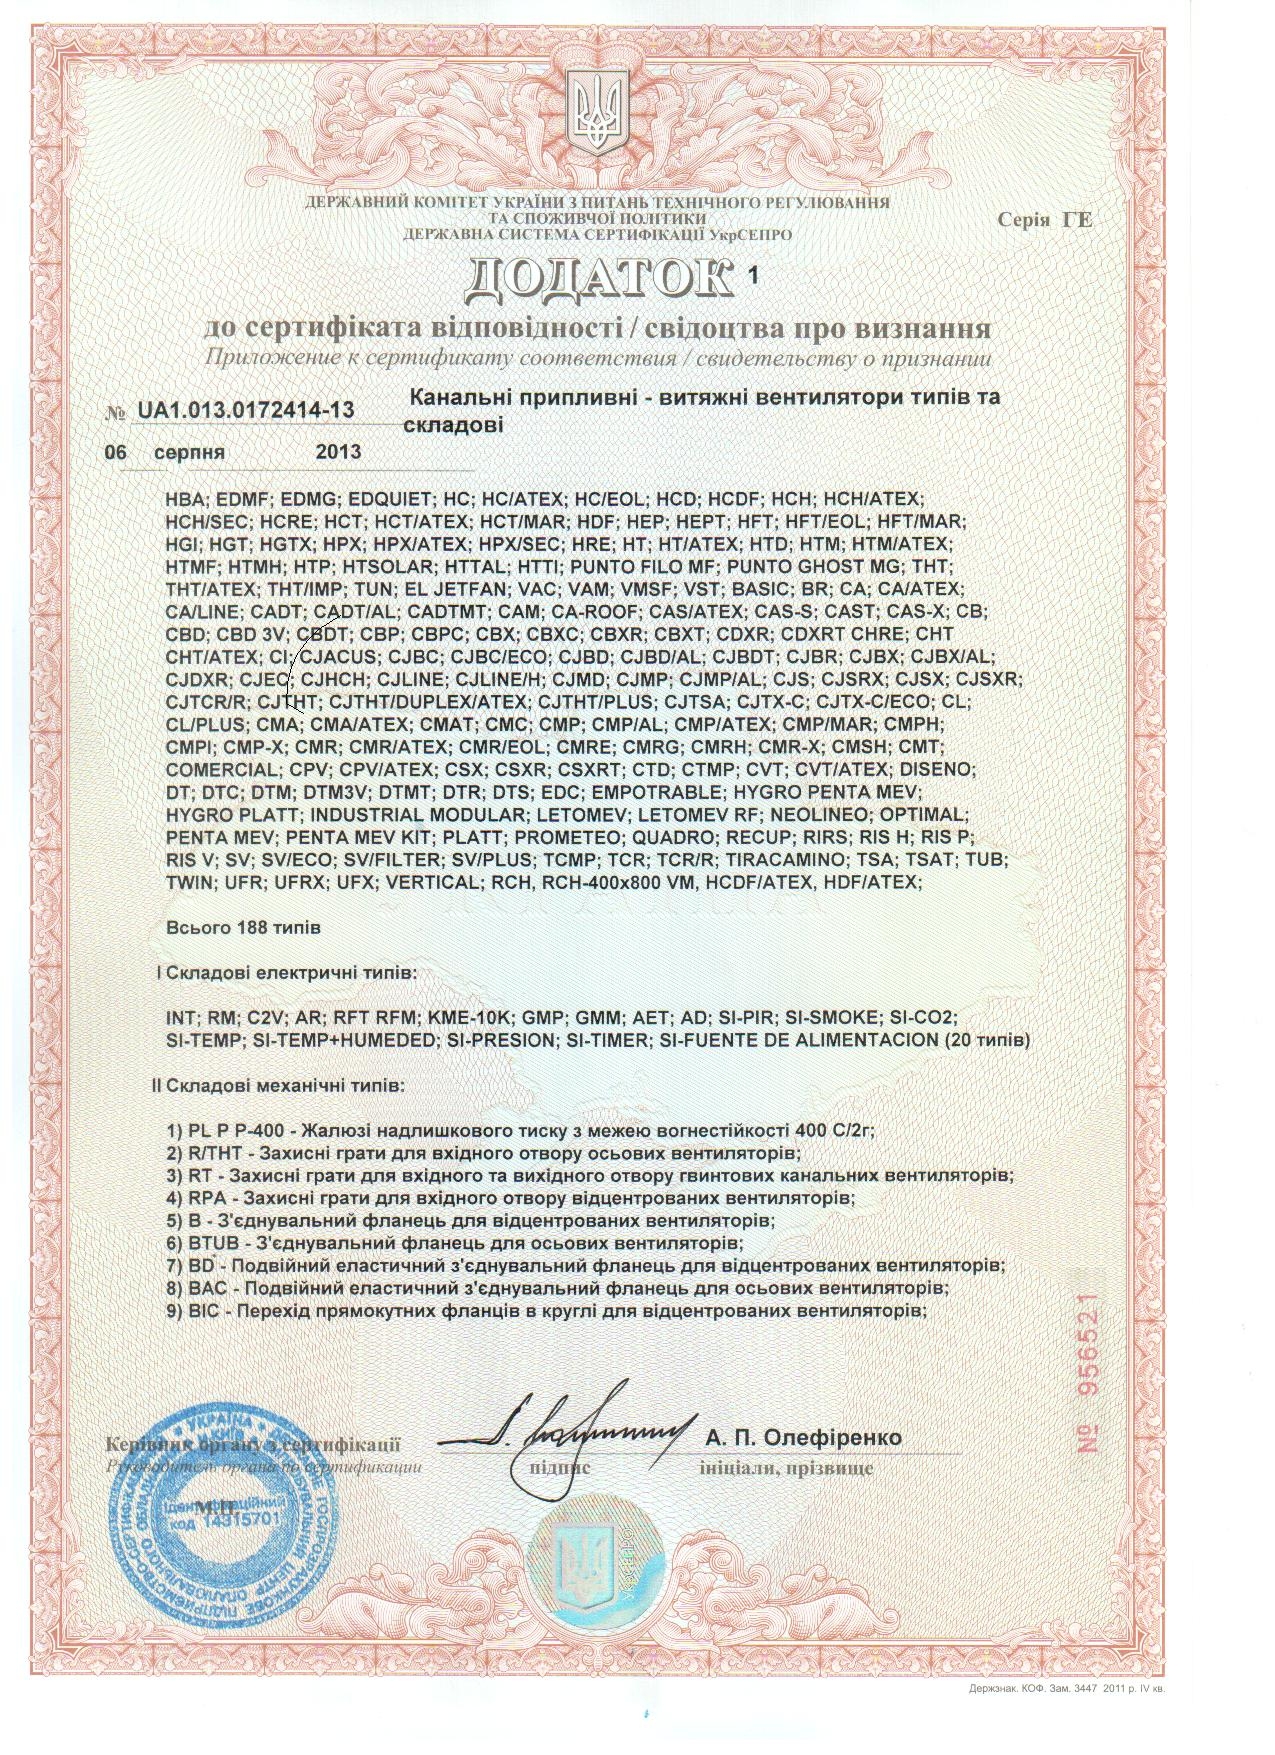 ДЕРЖАВНИЙ КОМІТЕТ УКРАЇНИ З ПИТАНЬ ТЕХНІЧНОГО РЕГУЛЮВАННЯ
ТА СПОЖИВЧОЇ ПОЛІТИКИ
ДЕРЖАВНА СИСТЕМА СЕРТИФІКАЦІЇ УкрСЕПРО
Серія ГЕ
ДОДАТОК 1
до сертифіката відповідності / свідоцтва про визнання
Приложение к сертификату соответствия / свидетельству о признании
№ UA1.013.0172414-13
Канальні припливні - витяжні вентилятори типів та
складові
06 серпня 2013
HBA; EDMF; EDMG; EDQUIET; HC; HC/ATEX; HC/EOL; HCD; HCDF; HCH; HCH/ATEX;
HCH/SEC; HCRE; HCT; HCT/ATEX; HCT/MAR; HDF; HEP; HEPT; HFT; HFT/EOL; HFT/MAR;
HGI; HGT; HGTX; HPX; HPX/ATEX; HPX/SEC; HRE; HT; HT/ATEX; HTD; HTM; HTM/ATEX;
HTMF; HTMH; HTP; HTSOLAR; HTTAL; HTTI; PUNTO FILO MF; PUNTO GHOST MG; THT;
THT/ATEX; THT/IMP; TUN; EL JETFAN; VAC; VAM; VMSF; VST; BASIC; BR; CA; CA/ATEX;
CA/LINE; CADT; CADT/AL; CADTMT; CAM; CA-ROOF; CAS/ATEX; CAS-S; CAST; CAS-X; CB;
CBD; CBD 3V; CBDT; CBP; CBPC; CBX; CBXC; CBXR; CBXT; CDXR; CDXRT CHRE; CHT
CHT/ATEX; CI; CJACUS; CJBC; CJBC/ECO; CJBD; CJBD/AL; CJBDT; CJBR; CJBX; CJBX/AL;
CJDXR; CJEC; CJHCH; CJLINE; CJLINE/H; CJMD; CJMP; CJMP/AL; CJS; CJSRX; CJSX; CJSXR;
CJTCR/R; CJTHT; CJTHT/DUPLEX/ATEX; CJTHT/PLUS; CJTSA; CJTX-C; CJTX-C/ECO; CL;
CL/PLUS; CMA; CMA/ATEX; CMAT; CMC; CMP; CMP/AL; CMP/ATEX; CMP/MAR; CMPH;
CMPI; CMP-X; CMR; CMR/ATEX; CMR/EOL; CMRE; CMRG; CMRH; CMR-X; CMSH; CMT;
COMERCIAL; CPV; CPV/ATEX; CSX; CSXR; CSXRT; CTD; CTMP; CVT; CVT/ATEX; DISENO;
DT; DTC; DTM; DTM3V; DTMT; DTR; DTS; EDC; EMPOTRABLE; HYGRO PENTA MEV;
HYGRO PLATT; INDUSTRIAL MODULAR; LETOMEV; LETOMEV RF; NEOLINEO; OPTIMAL;
PENTA MEV; PENTA MEV KIT; PLATT; PROMETEO; QUADRO; RECUP; RIRS; RIS H; RIS P;
RIS V; SV; SV/ECO; SV/FILTER; SV/PLUS; TCMP; TCR; TCR/R; TIRACAMINO; TSA; TSAT; TUB;
TWIN; UFR; UFRX; UFX; VERTICAL; RCH, RCH-400x800 VM, HCDF/ATEX, HDF/ATEX;
Всього 188 типів
I Складові електричні типів:
INT; RM; C2V; AR; RFT RFM; KME-10K; GMP; GMM; AET; AD; SI-PIR; SI-SMOKE; SI-CO2;
SI-TEMP; SI-TEMP+HUMEDED; SI-PRESION; SI-TIMER; SI-FUENTE DE ALIMENTACION (20 типів)
II Складові механічні типів:
1) PL P P-400 - Жалюзі надлишкового тиску з межею вогнестійкості 400 С/2г;
2) R/THT - Захисні грати для вхідного отвору осьових вентиляторів;
3) RT - Захисні грати для вхідного та вихідного отвору гвинтових канальних вентиляторів;
4) RPA - Захисні грати для вхідного отвору відцентрованих вентиляторів;
5) B - З'єднувальний фланець для відцентрованих вентиляторів;
6) BTUB - З'єднувальний фланець для осьових вентиляторів;
7) BD - Подвійний еластичний з'єднувальний фланець для відцентрованих вентиляторів;
8) BAC - Подвійний еластичний з'єднувальний фланець для осьових вентиляторів;
9) BIC - Перехід прямокутних фланців в круглі для відцентрованих вентиляторів;
№ 956521
Керівник органу з сертифікації
Руководитель органа по сертификации
А. П. Олефіренко
підпис
ініціали, прізвище
М.П.
УКРАЇНА
Ідентифікаційний
код 14315701
УкрСЕПРО
Держзнак. КОФ. Зам. 3447 2011 р. IV кв.